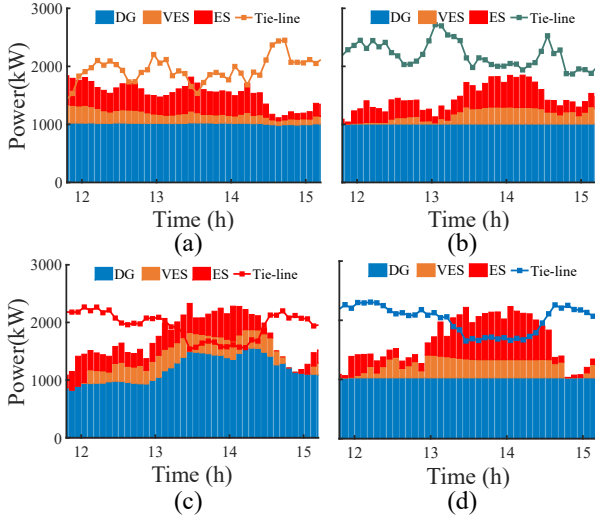 DG VES ES Tie-line
DG VES ES Tie-line
3000
2000
1000
0
Power(kW)
12 13 14 15
12 13 14 15
Time (h)
Time (h)
(a)
(b)
DG VES ES Tie-line
DG VES ES Tie-line
3000
2000
1000
0
Power(kW)
12 13 14 15
12 13 14 15
Time (h)
Time (h)
(c)
(d)